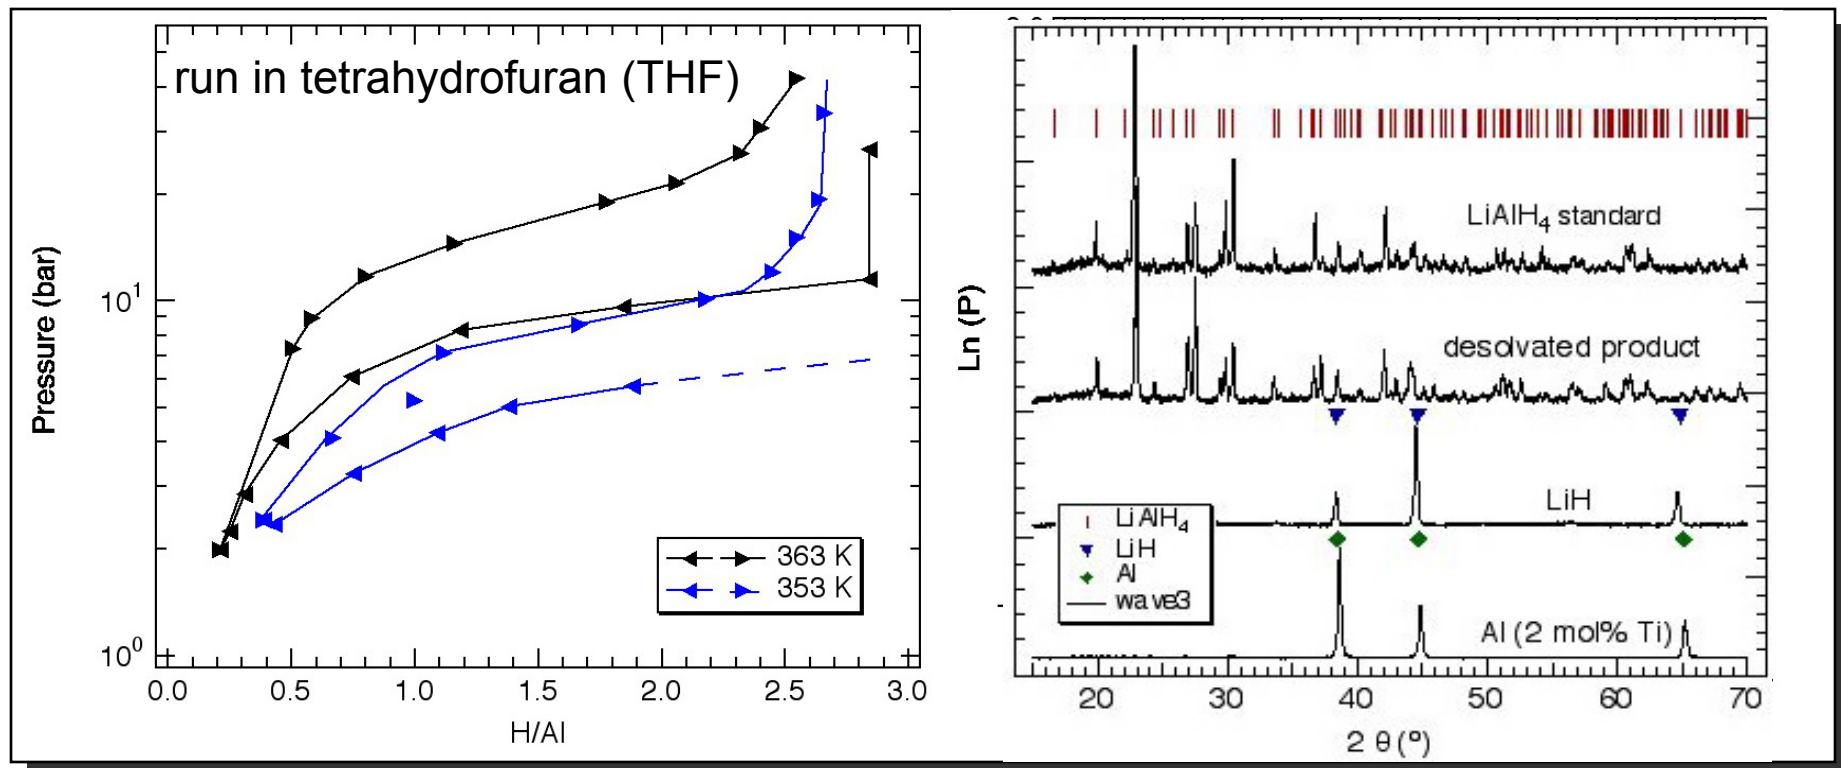 run in tetrahydrofuran (THF)
Pressure (bar)
10¹
10⁰
363 K
353 K
0.0 0.5 1.0 1.5 2.0 2.5 3.0
H/Al
Ln (P)
LiAlH₄ standard
desolvated product
LiH
LiAlH₄
LiH
Al
wave3
Al (2 mol% Ti)
20 30 40 50 60 70
2 θ (°)